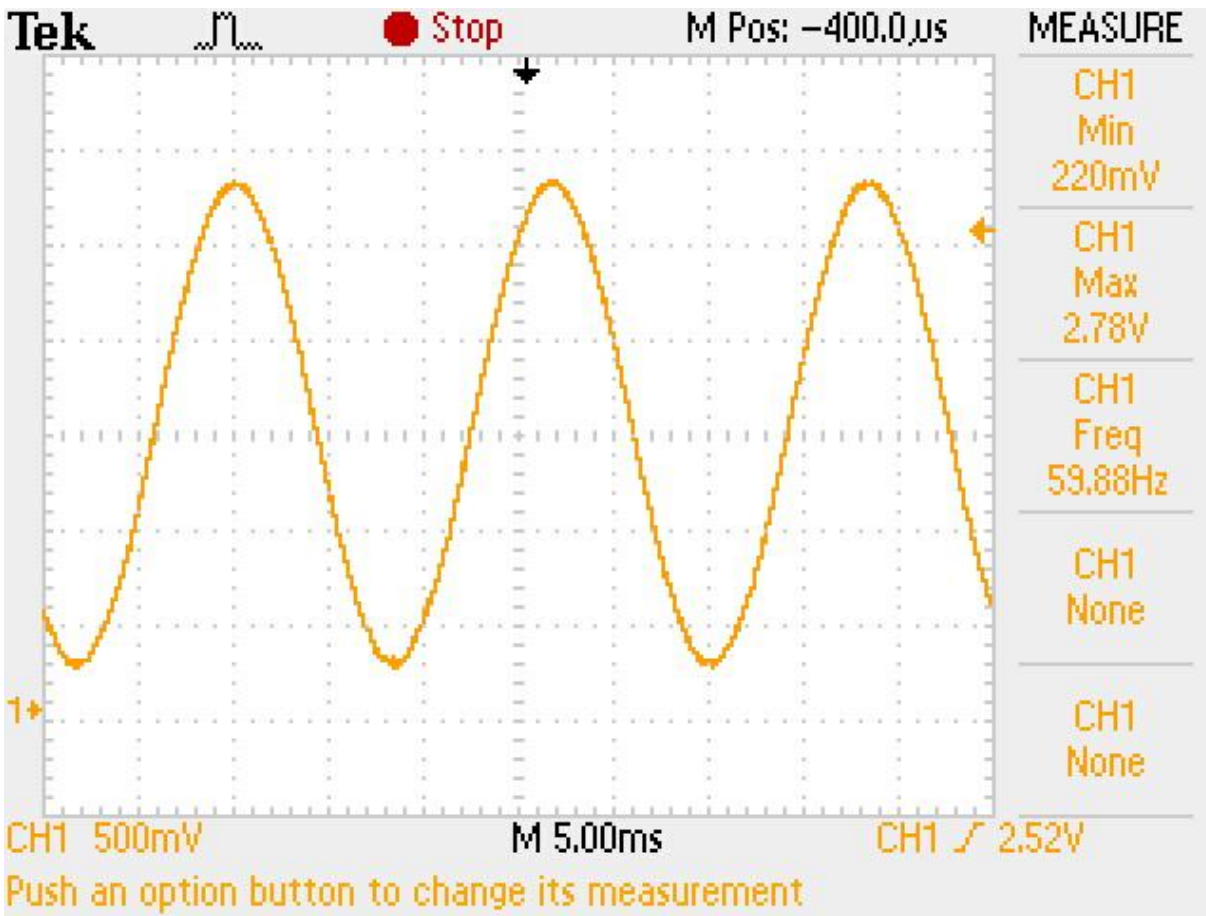 Tek Stop M Pos: -400.0µs MEASURE
CH1
Min
220mV
CH1
Max
2.78V
CH1
Freq
59.88Hz
CH1
None
CH1
None
1
CH1 500mV M 5.00ms CH1 2.52V
Push an option button to change its measurement